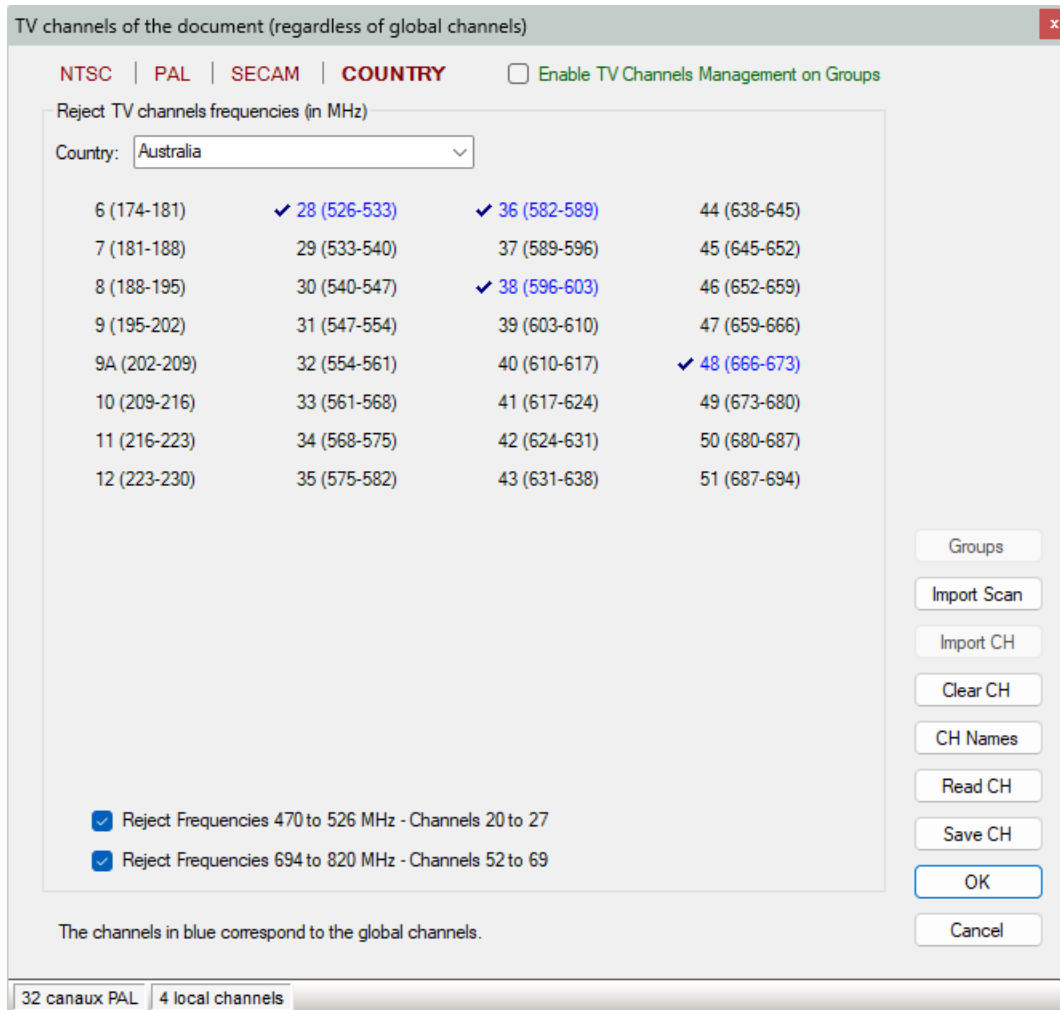 TV channels of the document (regardless of global channels)
x
NTSC | PAL | SECAM | COUNTRY
Enable TV Channels Management on Groups
Reject TV channels frequencies (in MHz)
Country: Australia
6 (174-181) 28 (526-533) 36 (582-589) 44 (638-645)
7 (181-188) 29 (533-540) 37 (589-596) 45 (645-652)
8 (188-195) 30 (540-547) 38 (596-603) 46 (652-659)
9 (195-202) 31 (547-554) 39 (603-610) 47 (659-666)
9A (202-209) 32 (554-561) 40 (610-617) 48 (666-673)
10 (209-216) 33 (561-568) 41 (617-624) 49 (673-680)
11 (216-223) 34 (568-575) 42 (624-631) 50 (680-687)
12 (223-230) 35 (575-582) 43 (631-638) 51 (687-694)
Groups
Import Scan
Import CH
Clear CH
CH Names
Read CH
Save CH
OK
Cancel
Reject Frequencies 470 to 526 MHz - Channels 20 to 27
Reject Frequencies 694 to 820 MHz - Channels 52 to 69
The channels in blue correspond to the global channels.
32 canaux PAL 4 local channels